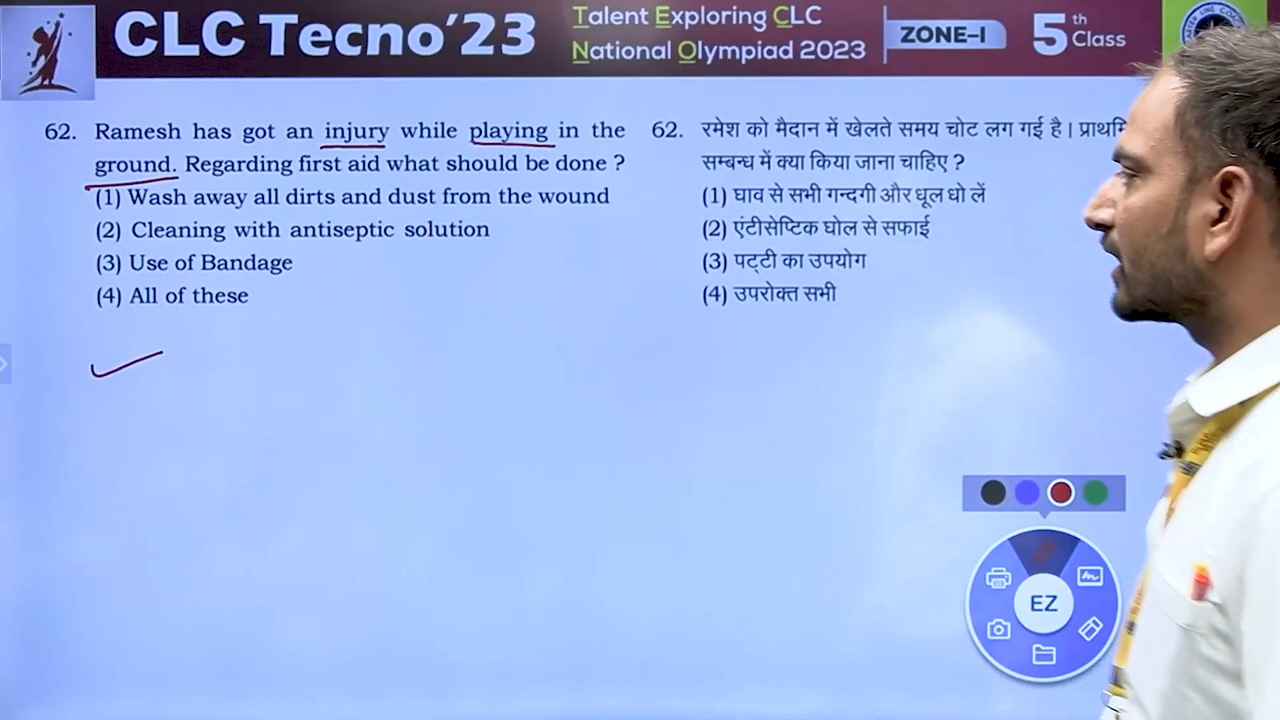 CLC Tecno'23
Talent Exploring CLC
National Olympiad 2023
ZONE-I
5th Class
62. Ramesh has got an injury while playing in the
ground. Regarding first aid what should be done ?
(1) Wash away all dirts and dust from the wound
(2) Cleaning with antiseptic solution
(3) Use of Bandage
(4) All of these
62. रमेश को मैदान में खेलते समय चोट लग गई है। 
सम्बन्ध में क्या किया जाना चाहिए ?
(1) घाव से सभी गन्दगी और धूल धो लें
(2) एंटीसेप्टिक घोल से सफाई
(3) पट्टी का उपयोग
(4) उपरोक्त सभी
EZ